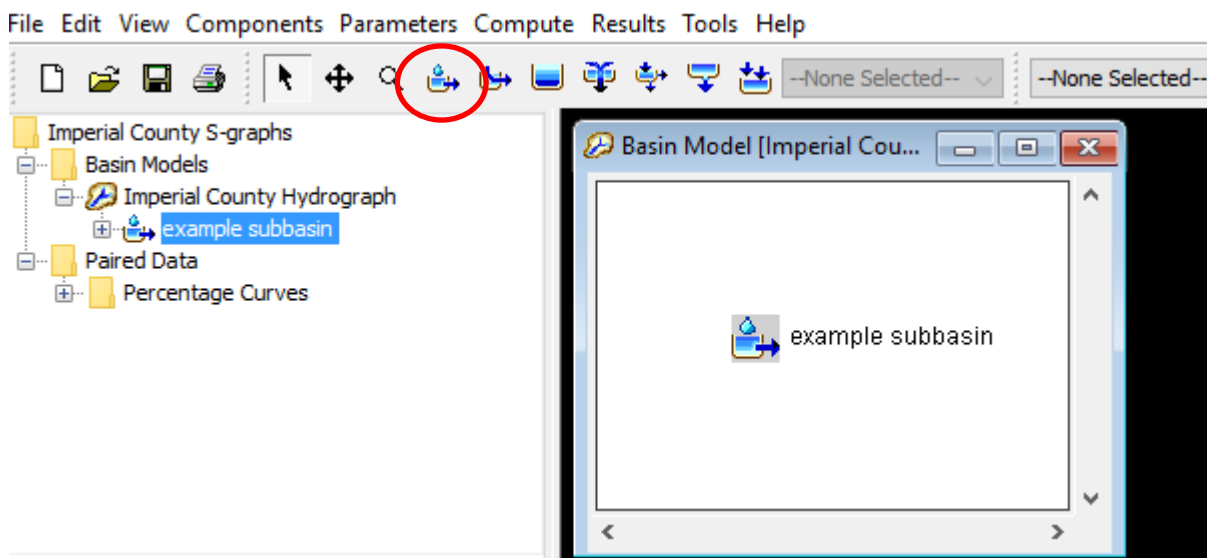 File Edit View Components Parameters Compute Results Tools Help
--None Selected-- --None Selected--
Imperial County S-graphs
Basin Models
Imperial County Hydrograph
example subbasin
Paired Data
Percentage Curves
Basin Model [Imperial Cou...
example subbasin